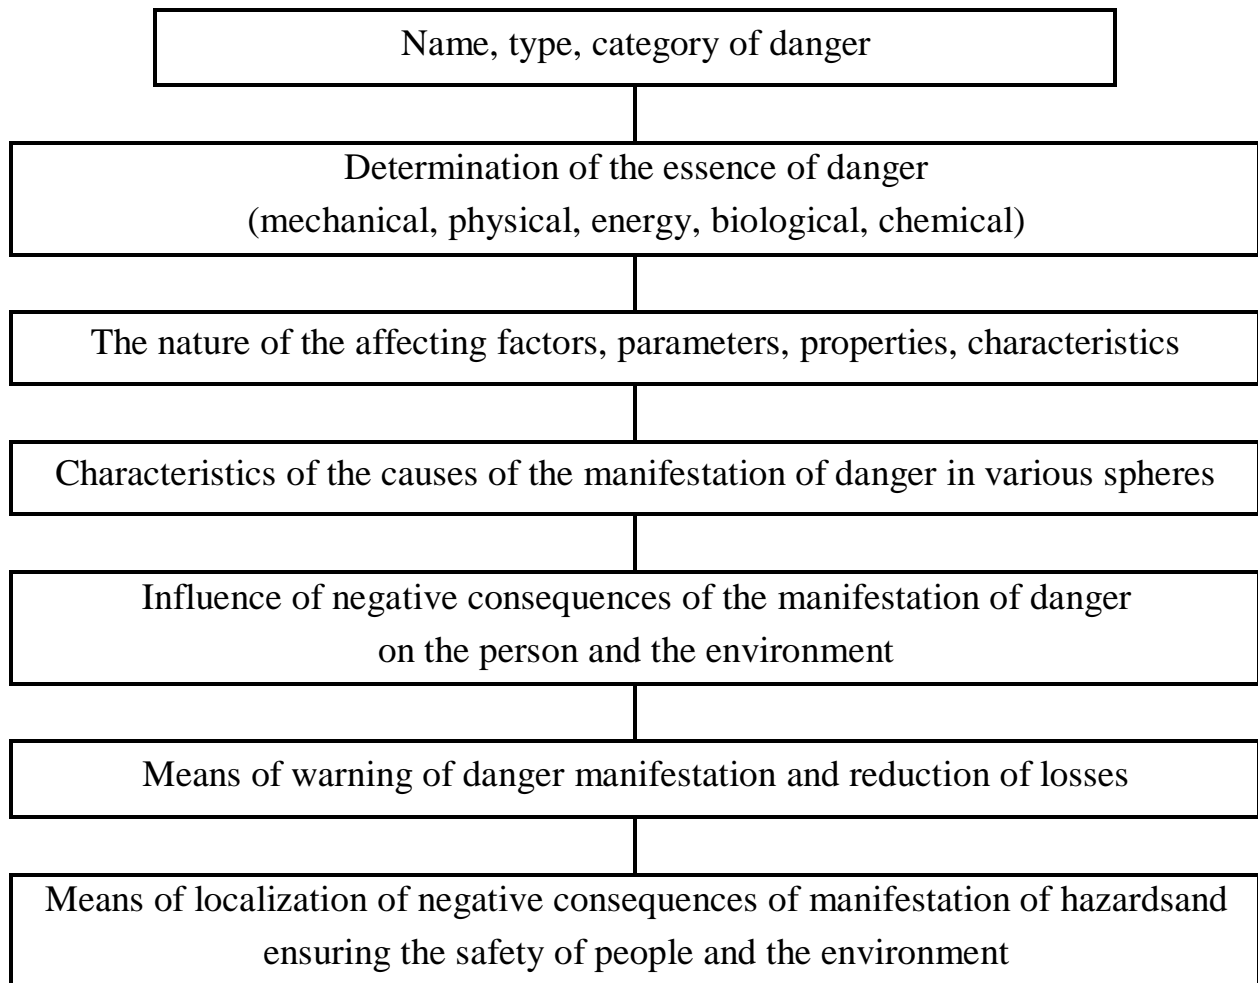 Name, type, category of danger
Determination of the essence of danger
(mechanical, physical, energy, biological, chemical)
The nature of the affecting factors, parameters, properties, characteristics
Characteristics of the causes of the manifestation of danger in various spheres
Influence of negative consequences of the manifestation of danger
on the person and the environment
Means of warning of danger manifestation and reduction of losses
Means of localization of negative consequences of manifestation of hazardsand
ensuring the safety of people and the environment